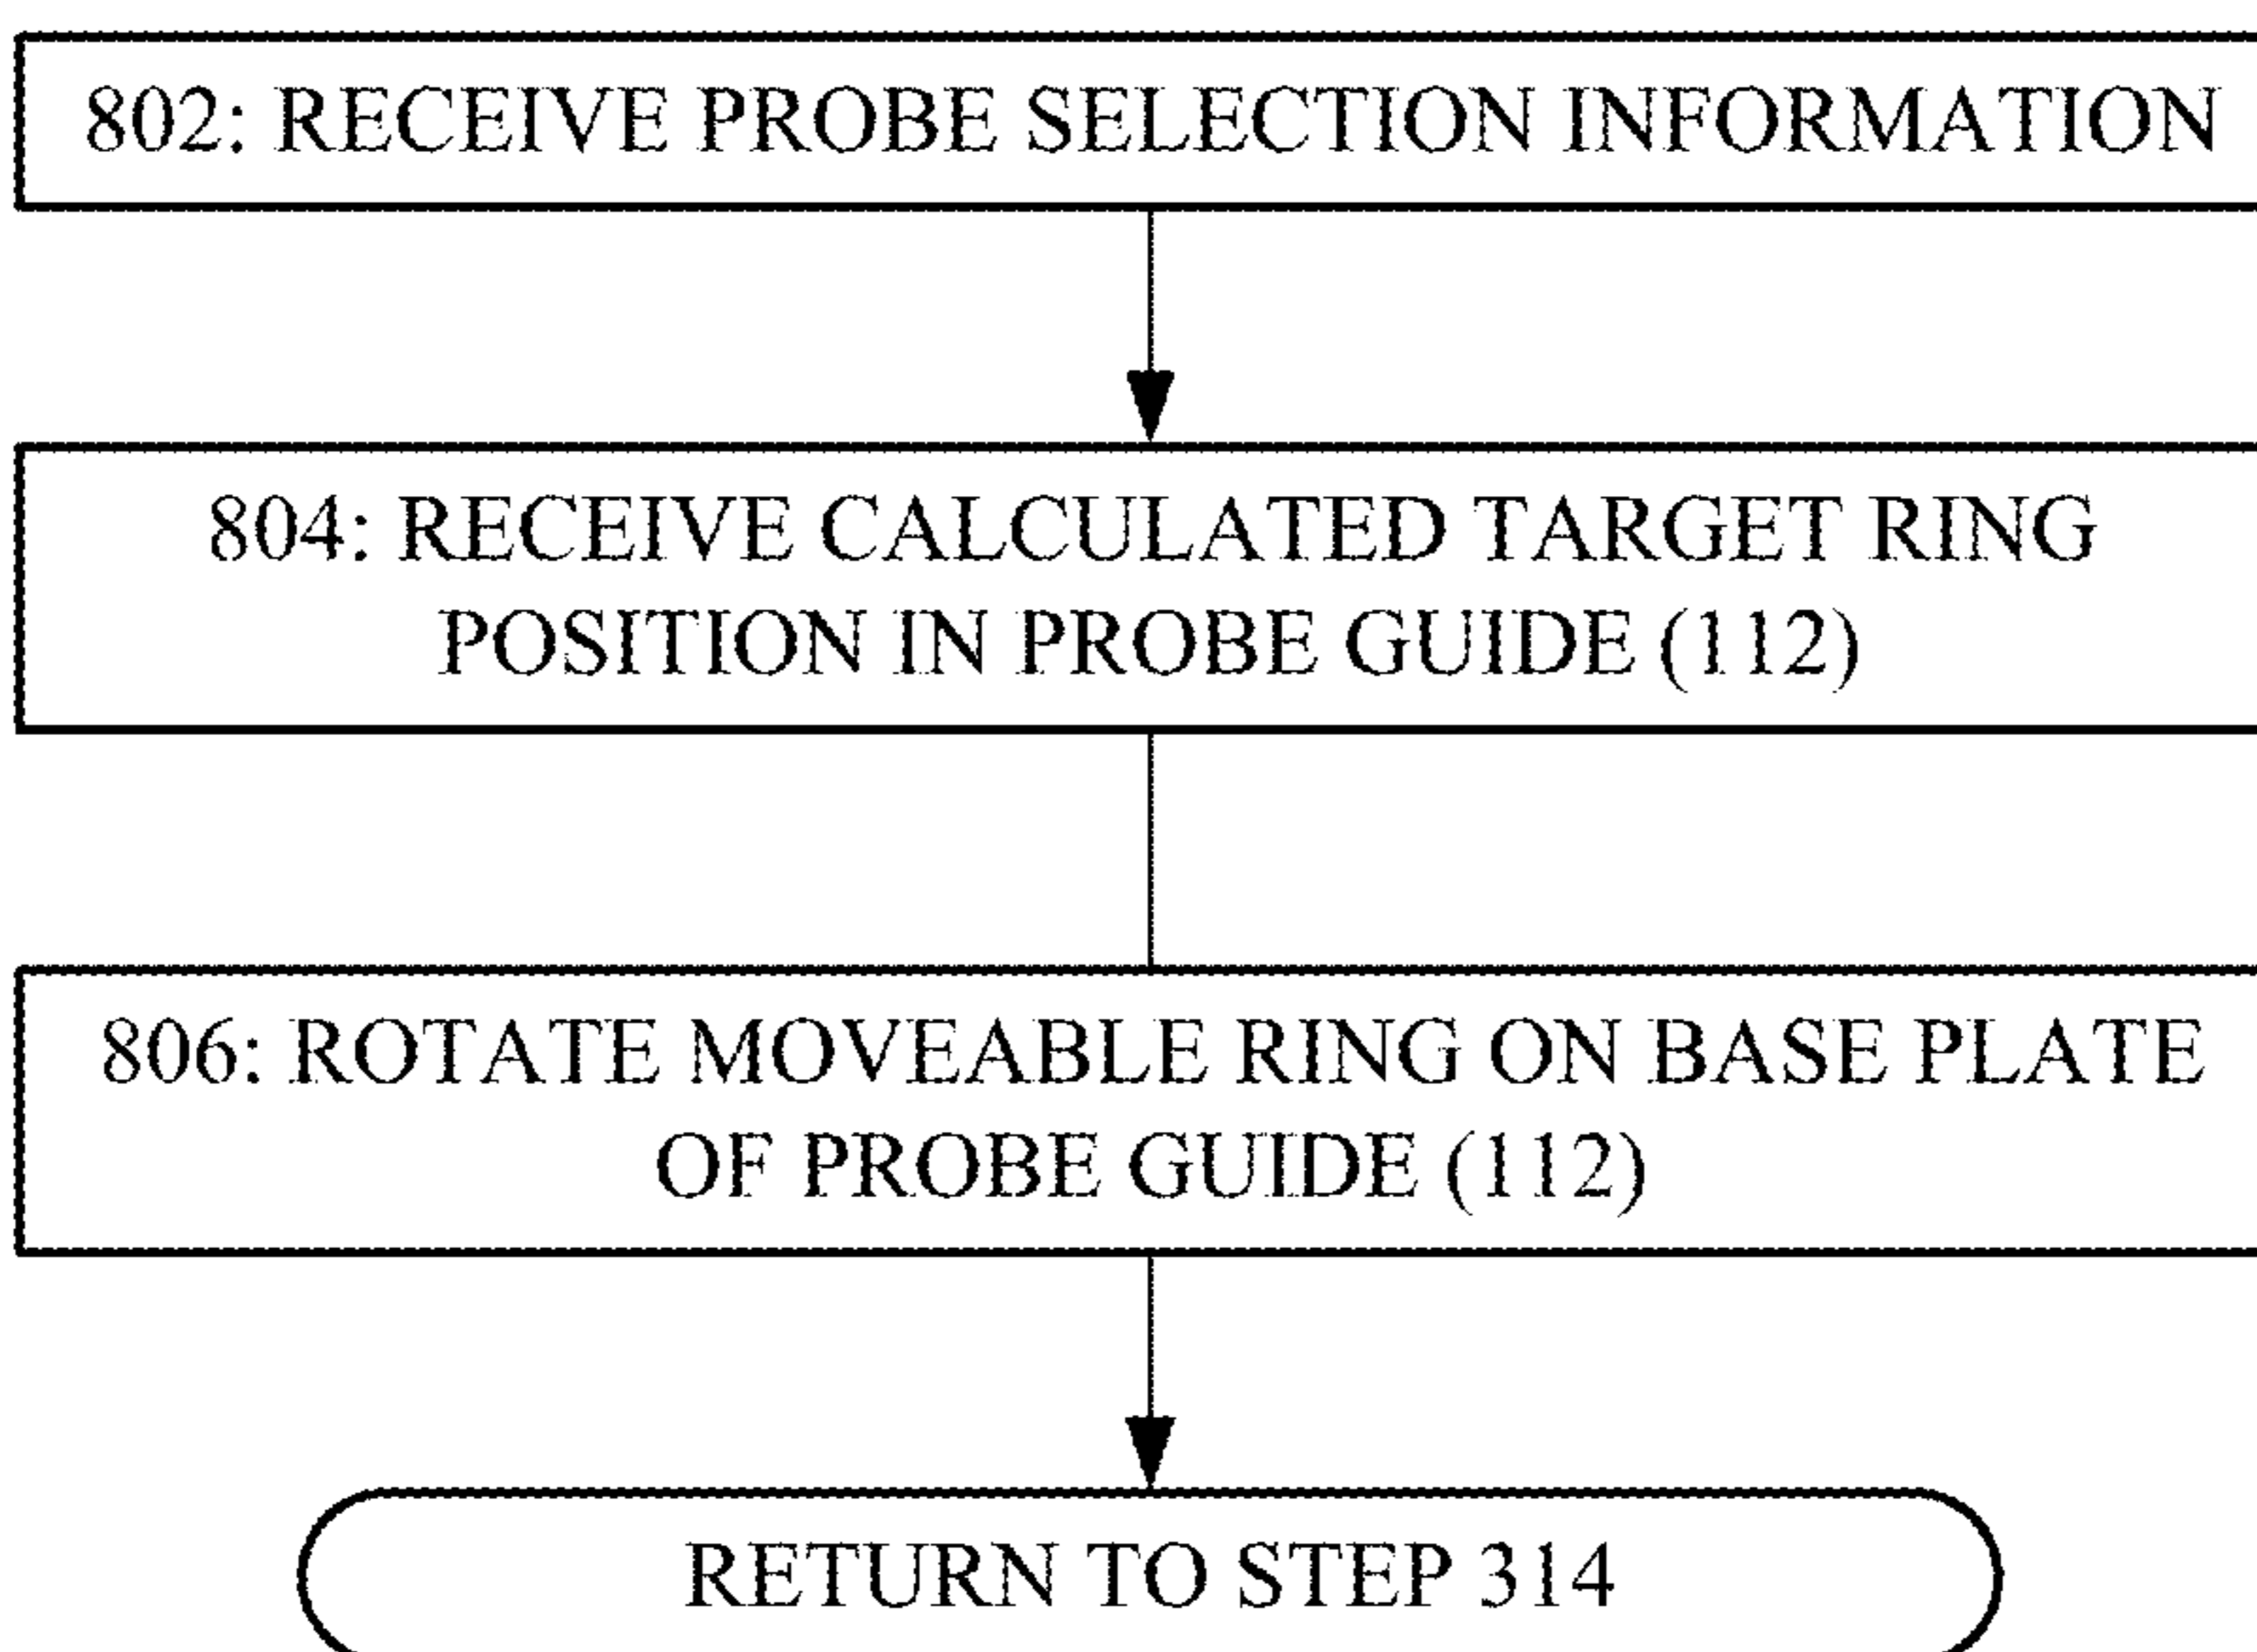 802: RECEIVE PROBE SELECTION INFORMATION
804: RECEIVE CALCULATED TARGET RING
POSITION IN PROBE GUIDE (112)
806: ROTATE MOVEABLE RING ON BASE PLATE
OF PROBE GUIDE (112)
RETURN TO STEP 314